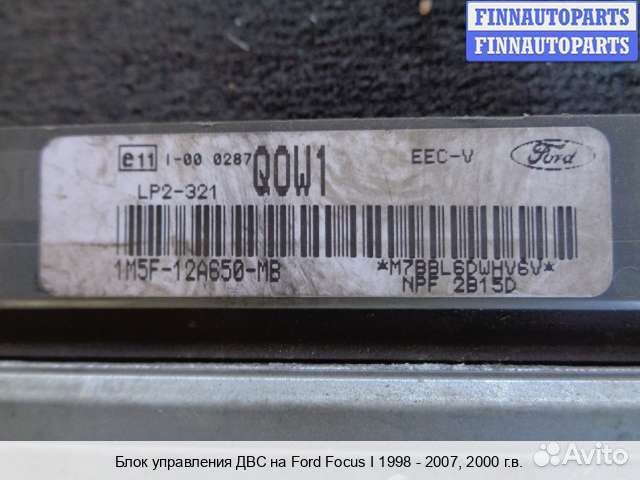 FINNAUTOPARTS
FINNAUTOPARTS
e11 I-00 0287 QOW1 EEC-V Ford
LP2-321
1M5F-12A650-MB *M7BBL6DWHV6V*
NPF 2B15D
Блок управления ДВС на Ford Focus I 1998 - 2007, 2000 г.в.
Avito